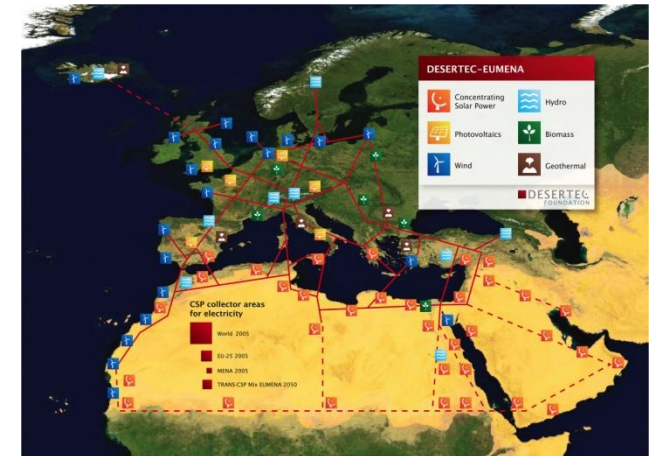 DESERTEC-EUMENA
Concentrating
Solar Power
Hydro
Photovoltaics
Biomass
Wind
Geothermal
DESERTEC
FOUNDATION
CSP collector areas
for electricity
World 2005
EU-25 2005
MENA 2005
TRANS-CSP Mix EUMENA 2050